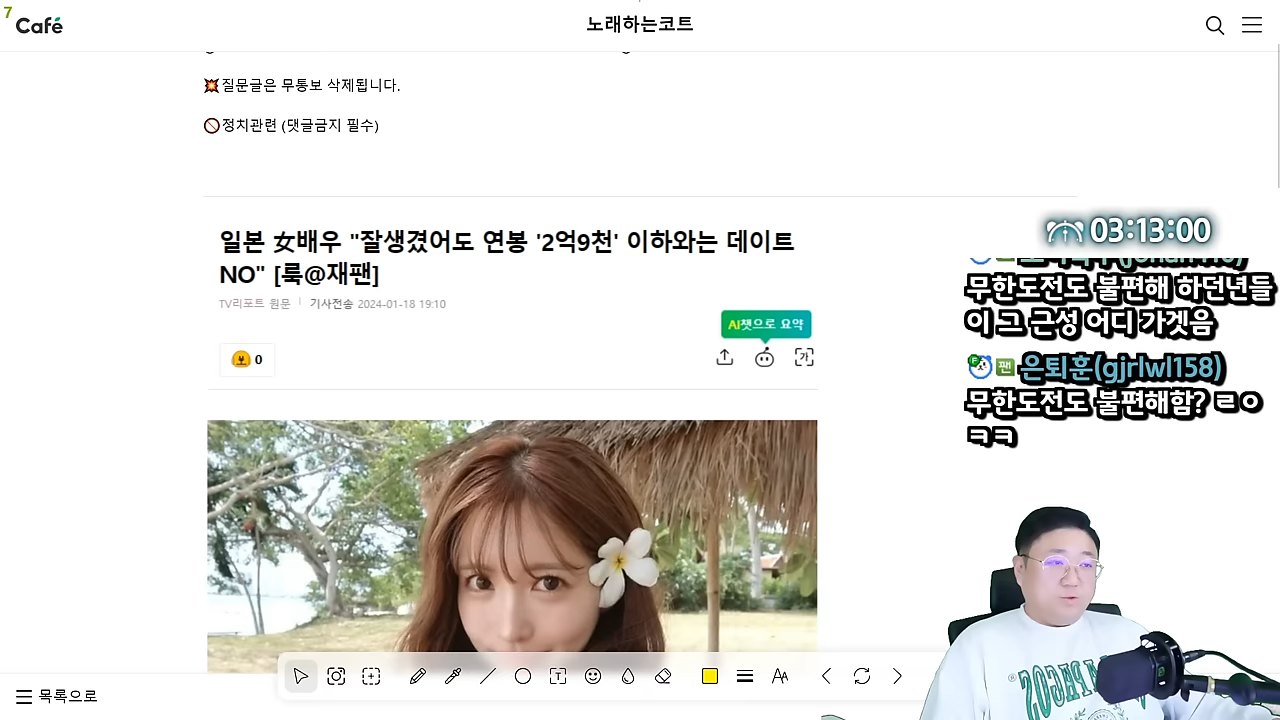 7
Café
노래하는코트
💥질문글은 무통보 삭제됩니다.
🚫정치관련 (댓글금지 필수)
일본 女배우 "잘생겼어도 연봉 '2억9천' 이하와는 데이트
NO" [룩@재팬]
TV리포트 원문 기사전송 2024-01-18 19:10
AI챗으로 요약
0
가
03:13:00
무한도전도 불편해 하던년들
이 그 근성 어디 가겟음
F 팬 은퇴훈(gjrlwl158)
무한도전도 불편해함? ㄹㅇ
ㅋㅋ
T
AA
목록으로